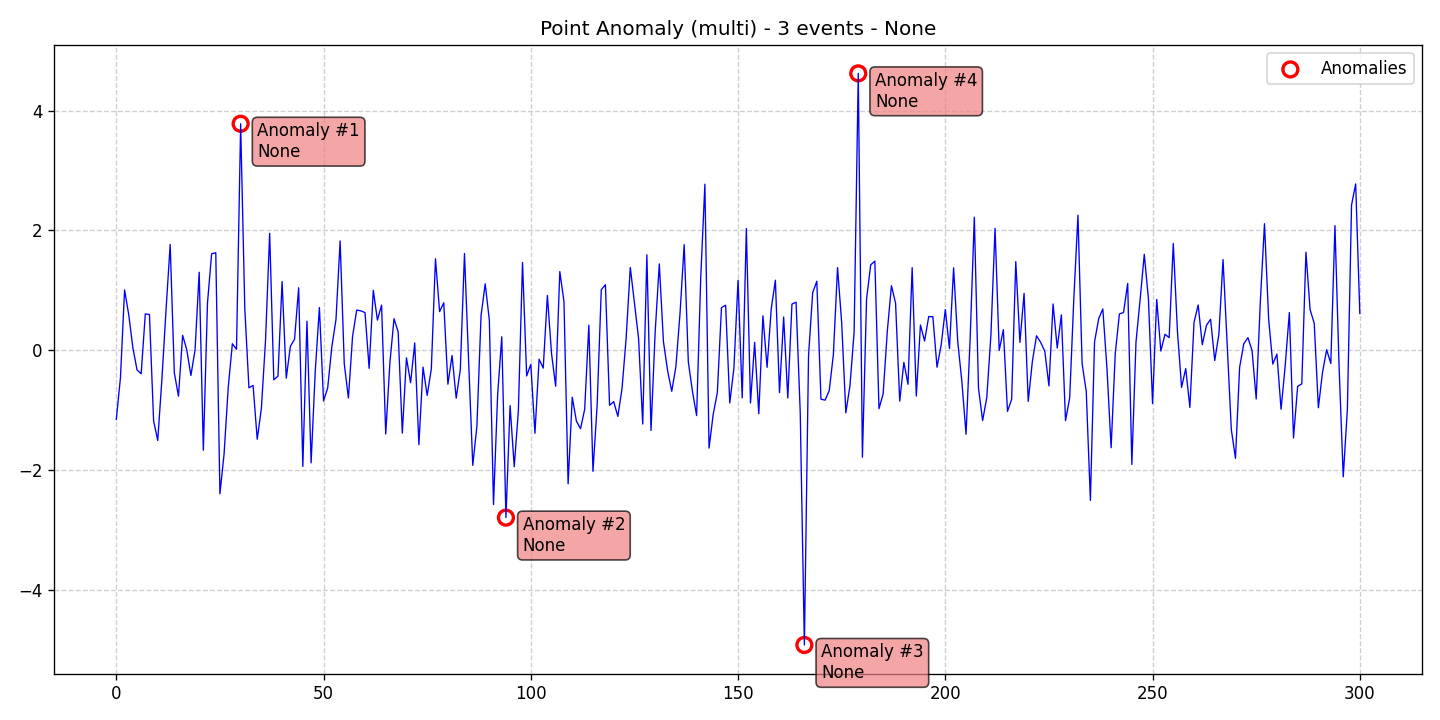 Point Anomaly (multi) - 3 events - None
Anomalies
Anomaly #4
None
Anomaly #1
None
Anomaly #2
None
Anomaly #3
None
4
2
0
−2
−4
0
50
100
150
200
250
300